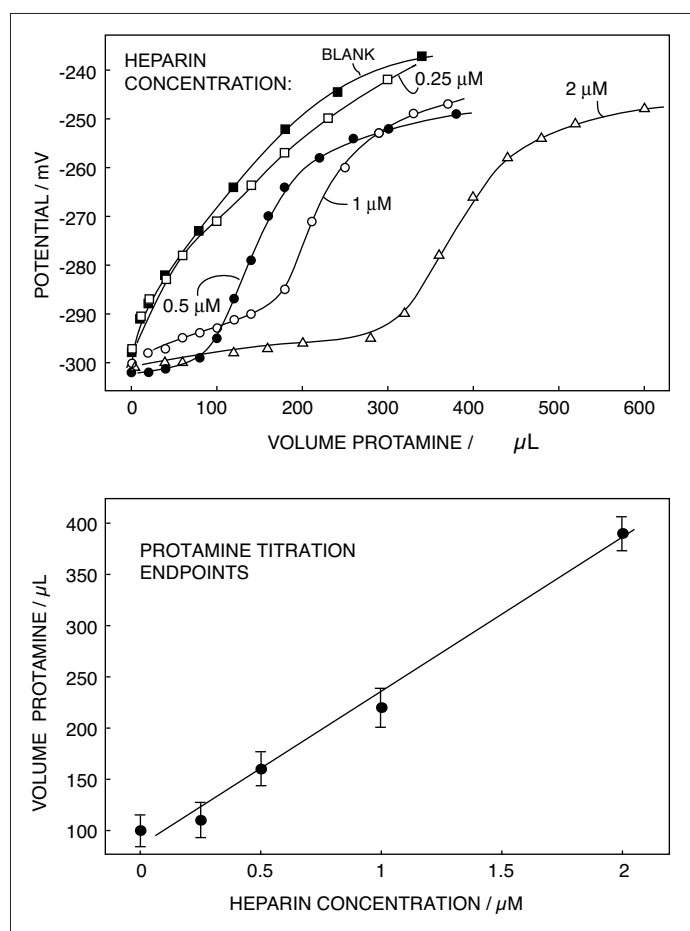 HEPARIN
CONCENTRATION:
BLANK
0.25 µM
2 µM
1 µM
0.5 µM
-240
-250
-260
-270
-280
-290
-300
POTENTIAL / mV
0 100 200 300 400 500 600
VOLUME PROTAMINE / µL
PROTAMINE TITRATION
ENDPOINTS
400
350
300
250
200
150
100
VOLUME PROTAMINE / µL
0 0.5 1 1.5 2
HEPARIN CONCENTRATION / µM